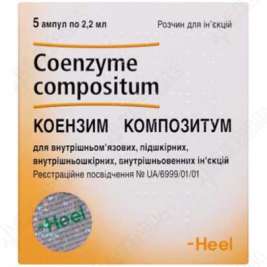 5 ампул по 2,2 мл Розчин для ін'єкцій
Coenzyme
compositum
КОЕНЗИМ КОМПОЗИТУМ
для внутрішньом'язових, підшкірних,
внутрішньошкірних, внутрішньовенних ін'єкцій
Реєстраційне посвідчення № UA/6999/01/01
-Heel
-Heel